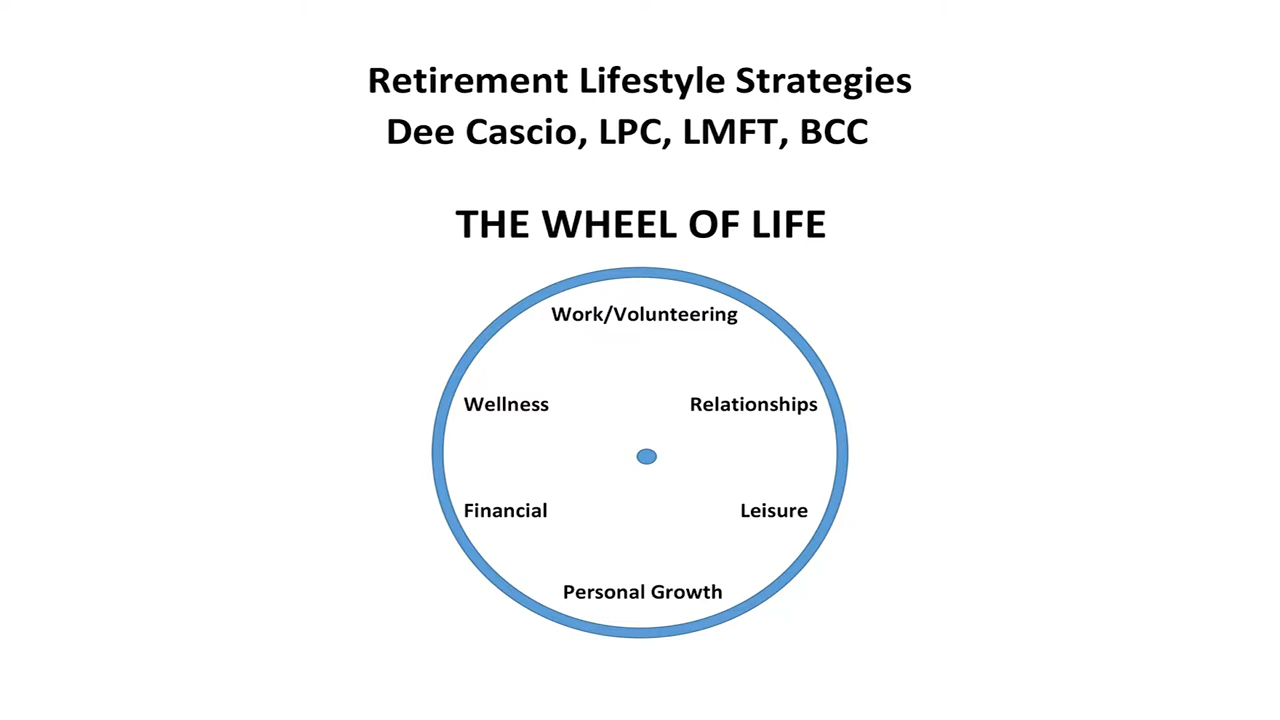 Retirement Lifestyle Strategies
Dee Cascio, LPC, LMFT, BCC
THE WHEEL OF LIFE
Work/Volunteering
Wellness
Relationships
Financial
Leisure
Personal Growth